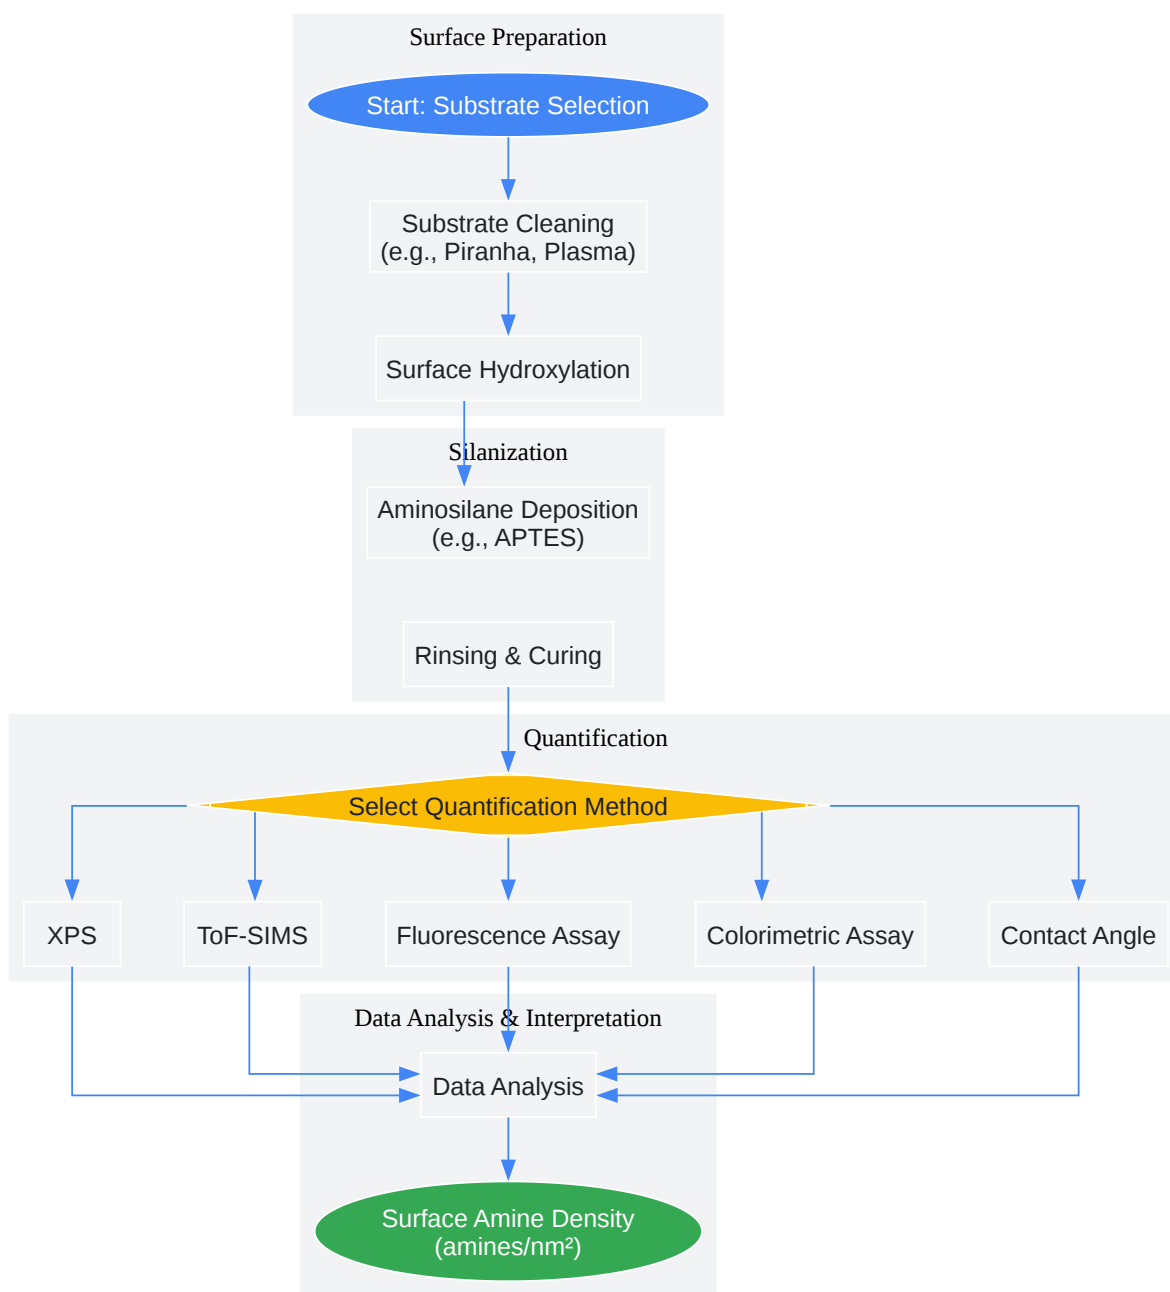 Surface Preparation
Start: Substrate Selection
Substrate Cleaning
(e.g., Piranha, Plasma)
Surface Hydroxylation
Silanization
Aminosilane Deposition
(e.g., APTES)
Rinsing & Curing
Quantification
Select Quantification Method
XPS
ToF-SIMS
Fluorescence Assay
Colorimetric Assay
Contact Angle
Data Analysis & Interpretation
Data Analysis
Surface Amine Density
(amines/nm²)